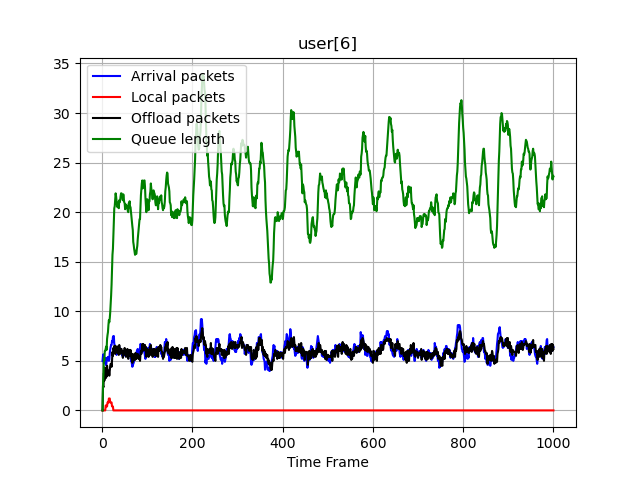 user[6]
35
30
25
20
15
10
5
0
Arrival packets
Local packets
Offload packets
Queue length
0 200 400 600 800 1000
Time Frame